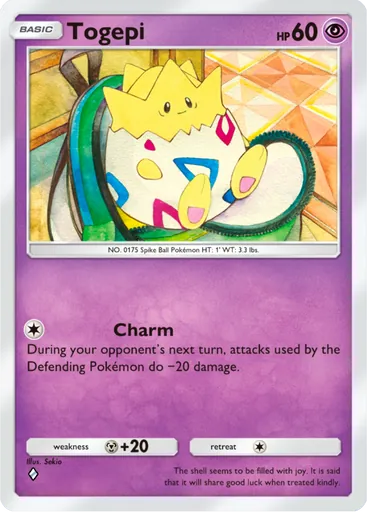 BASIC Togepi HP 60
NO. 0175 Spike Ball Pokémon HT: 1' WT: 3.3 lbs.
Charm
During your opponent's next turn, attacks used by the
Defending Pokémon do −20 damage.
weakness +20 retreat
Illus. Sekio
The shell seems to be filled with joy. It is said
that it will share good luck when treated kindly.